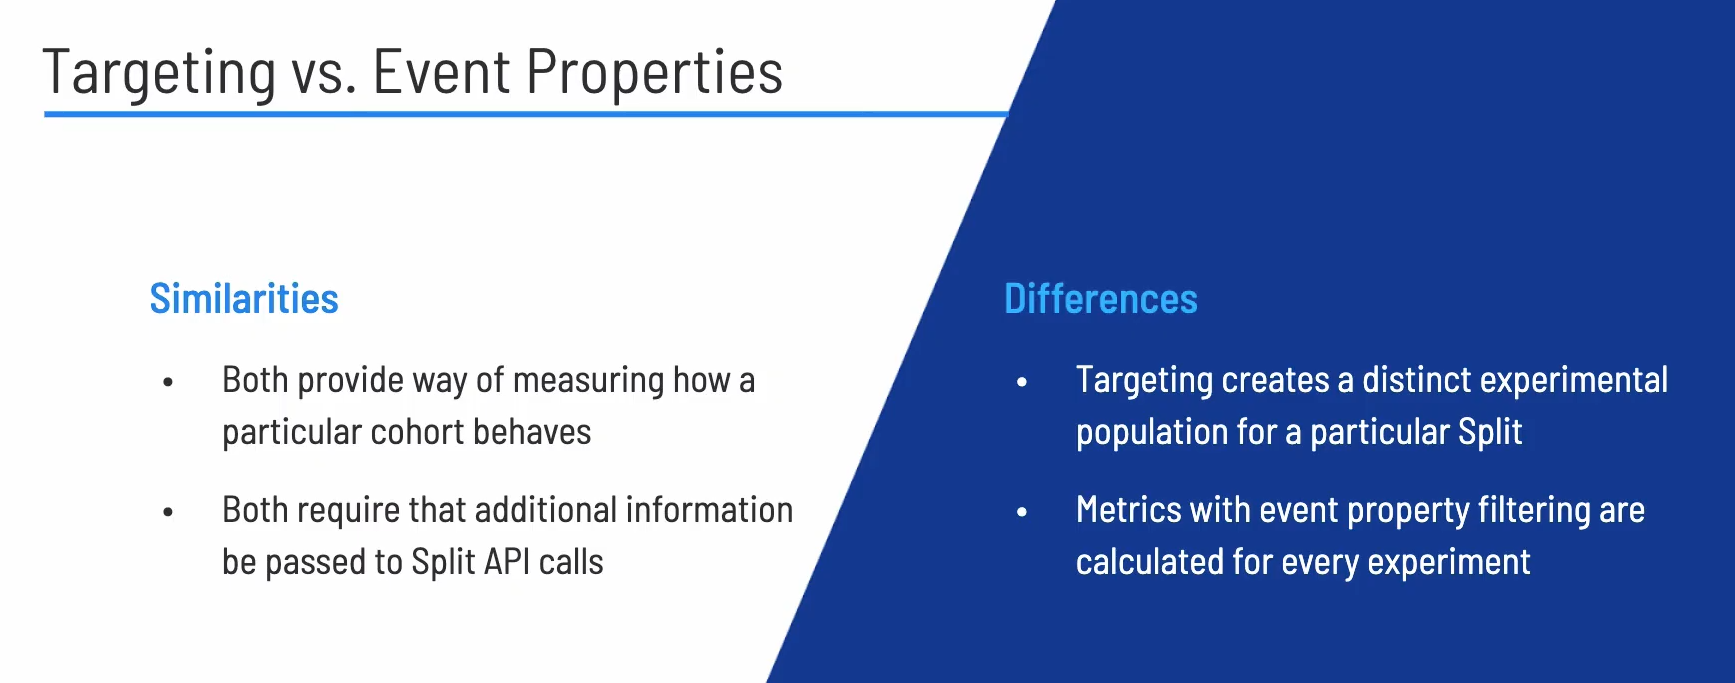 Targeting vs. Event Properties
Similarities
• Both provide way of measuring how a
particular cohort behaves
• Both require that additional information
be passed to Split API calls
Differences
• Targeting creates a distinct experimental
population for a particular Split
• Metrics with event property filtering are
calculated for every experiment